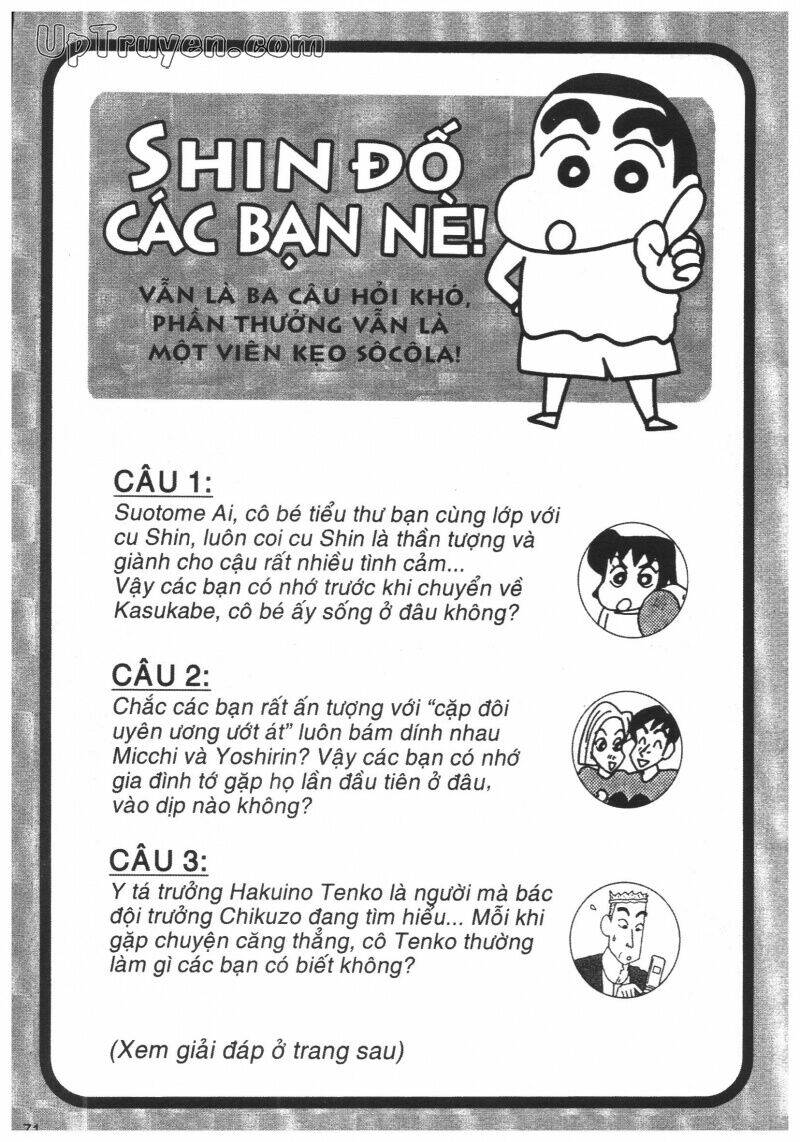 UpTruyen.com
SHIN ĐỐ
CÁC BẠN NÈ!
VẪN LÀ BA CÂU HỎI KHÓ,
PHẦN THƯỞNG VẪN LÀ
MỘT VIÊN KẸO SÔCÔLA!
CÂU 1:
Suotome Ai, cô bé tiểu thư bạn cùng lớp với
cu Shin, luôn coi cu Shin là thần tượng và
giành cho cậu rất nhiều tình cảm...
Vậy các bạn có nhớ trước khi chuyển về
Kasukabe, cô bé ấy sống ở đâu không?
CÂU 2:
Chắc các bạn rất ấn tượng với “cặp đôi
uyên ương ướt át” luôn bám dính nhau
Micchi và Yoshirin? Vậy các bạn có nhớ
gia đình tớ gặp họ lần đầu tiên ở đâu,
vào dịp nào không?
CÂU 3:
Y tá trưởng Hakuino Tenko là người mà bác
đội trưởng Chikuzo đang tìm hiểu... Mỗi khi
gặp chuyện căng thẳng, cô Tenko thường
làm gì các bạn có biết không?
(Xem giải đáp ở trang sau)
71